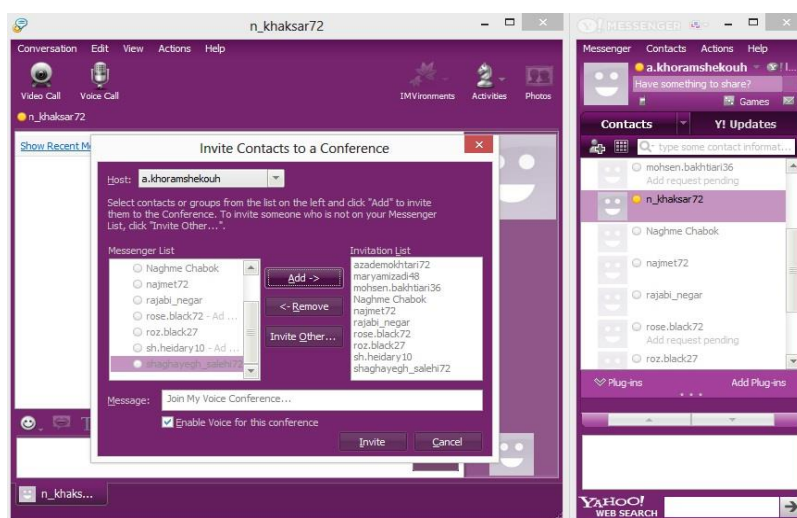 n_khaksar72
Conversation Edit View Actions Help
Video Call
Voice Call
IMVironments
Activities
Photos
n_khaksar72
Show Recent M
Invite Contacts to a Conference
Host: a.khoramshekouh
Select contacts or groups from the list on the left and click "Add" to invite
them to the Conference. To invite someone who is not on your Messenger
List, click "Invite Other...".
Messenger List
Naghme Chabok
najmet72
rajabi_negar
rose.black72 - Ad ...
roz.black27
sh.heidary10 - Ad ...
shaghayegh_salehi72
Add ->
<- Remove
Invite Other...
Invitation List
azademokhtari72
maryamizadi48
mohsen.bakhtiari36
Naghme Chabok
najmet72
rajabi_negar
rose.black72
roz.black27
sh.heidary10
shaghayegh_salehi72
Message: Join My Voice Conference...
Enable Voice for this conference
Invite
Cancel
n_khaks...
Y! MESSENGER
Messenger Contacts Actions Help
a.khoramshekouh
Have something to share?
Games
Contacts
Y! Updates
type some contact informat...
mohsen.bakhtiari36
Add request pending
n_khaksar72
Naghme Chabok
najmet72
rajabi_negar
rose.black72
Add request pending
roz.black27
Plug-ins
Add Plug-ins
YAHOO!
WEB SEARCH